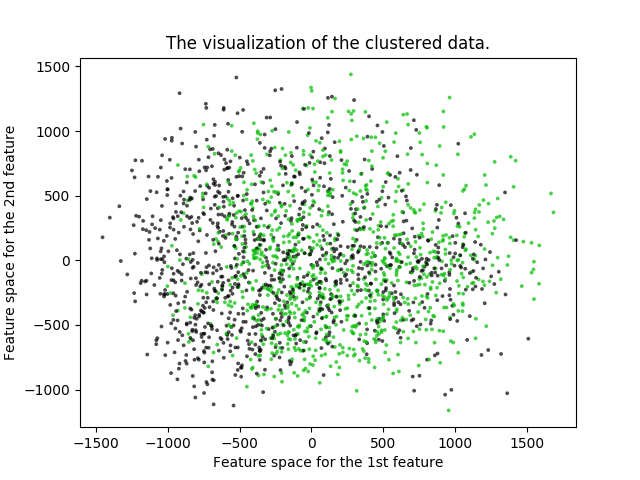 The visualization of the clustered data.
1500
1000
500
0
−500
−1000
Feature space for the 2nd feature
−1500 −1000 −500 0 500 1000 1500
Feature space for the 1st feature